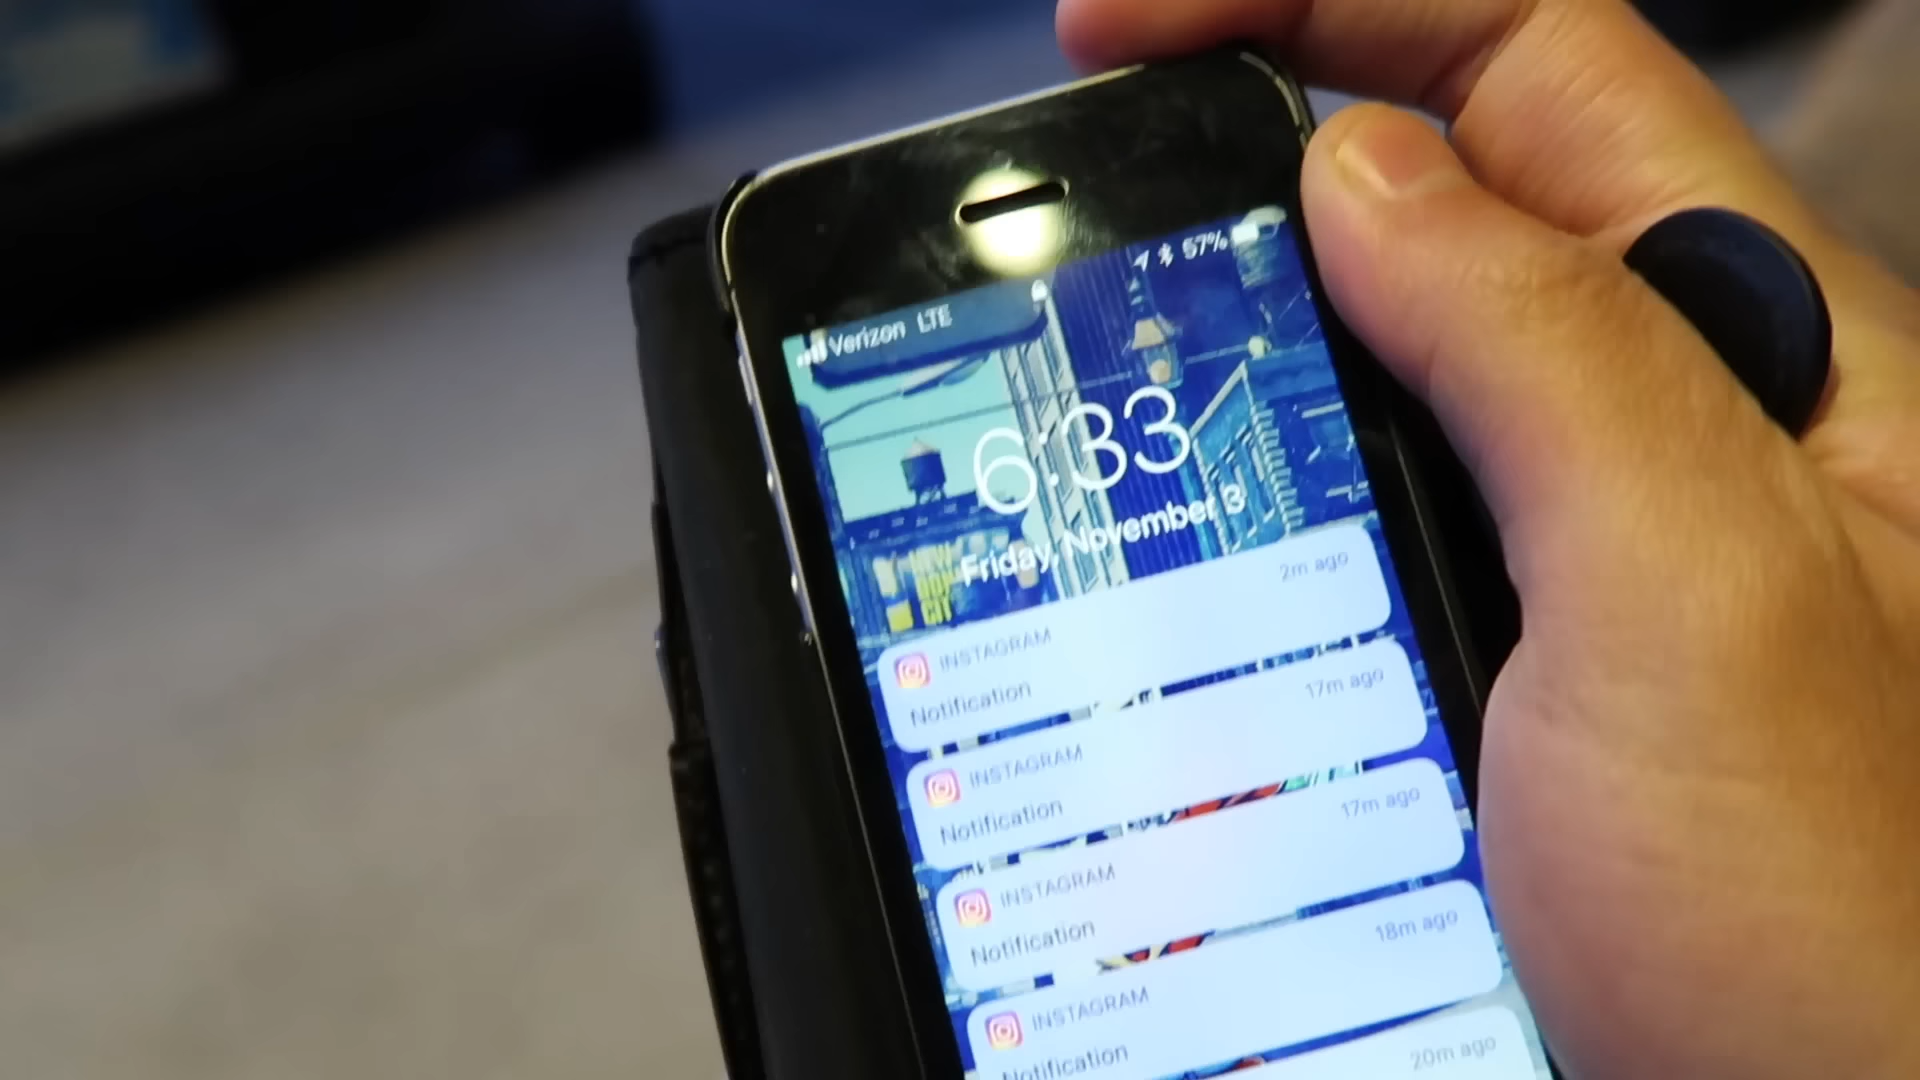 Verizon LTE
57%
6:33
Friday, November 3
INSTAGRAM
2m ago
Notification
INSTAGRAM
17m ago
Notification
INSTAGRAM
17m ago
Notification
INSTAGRAM
18m ago
Notification
20m ago